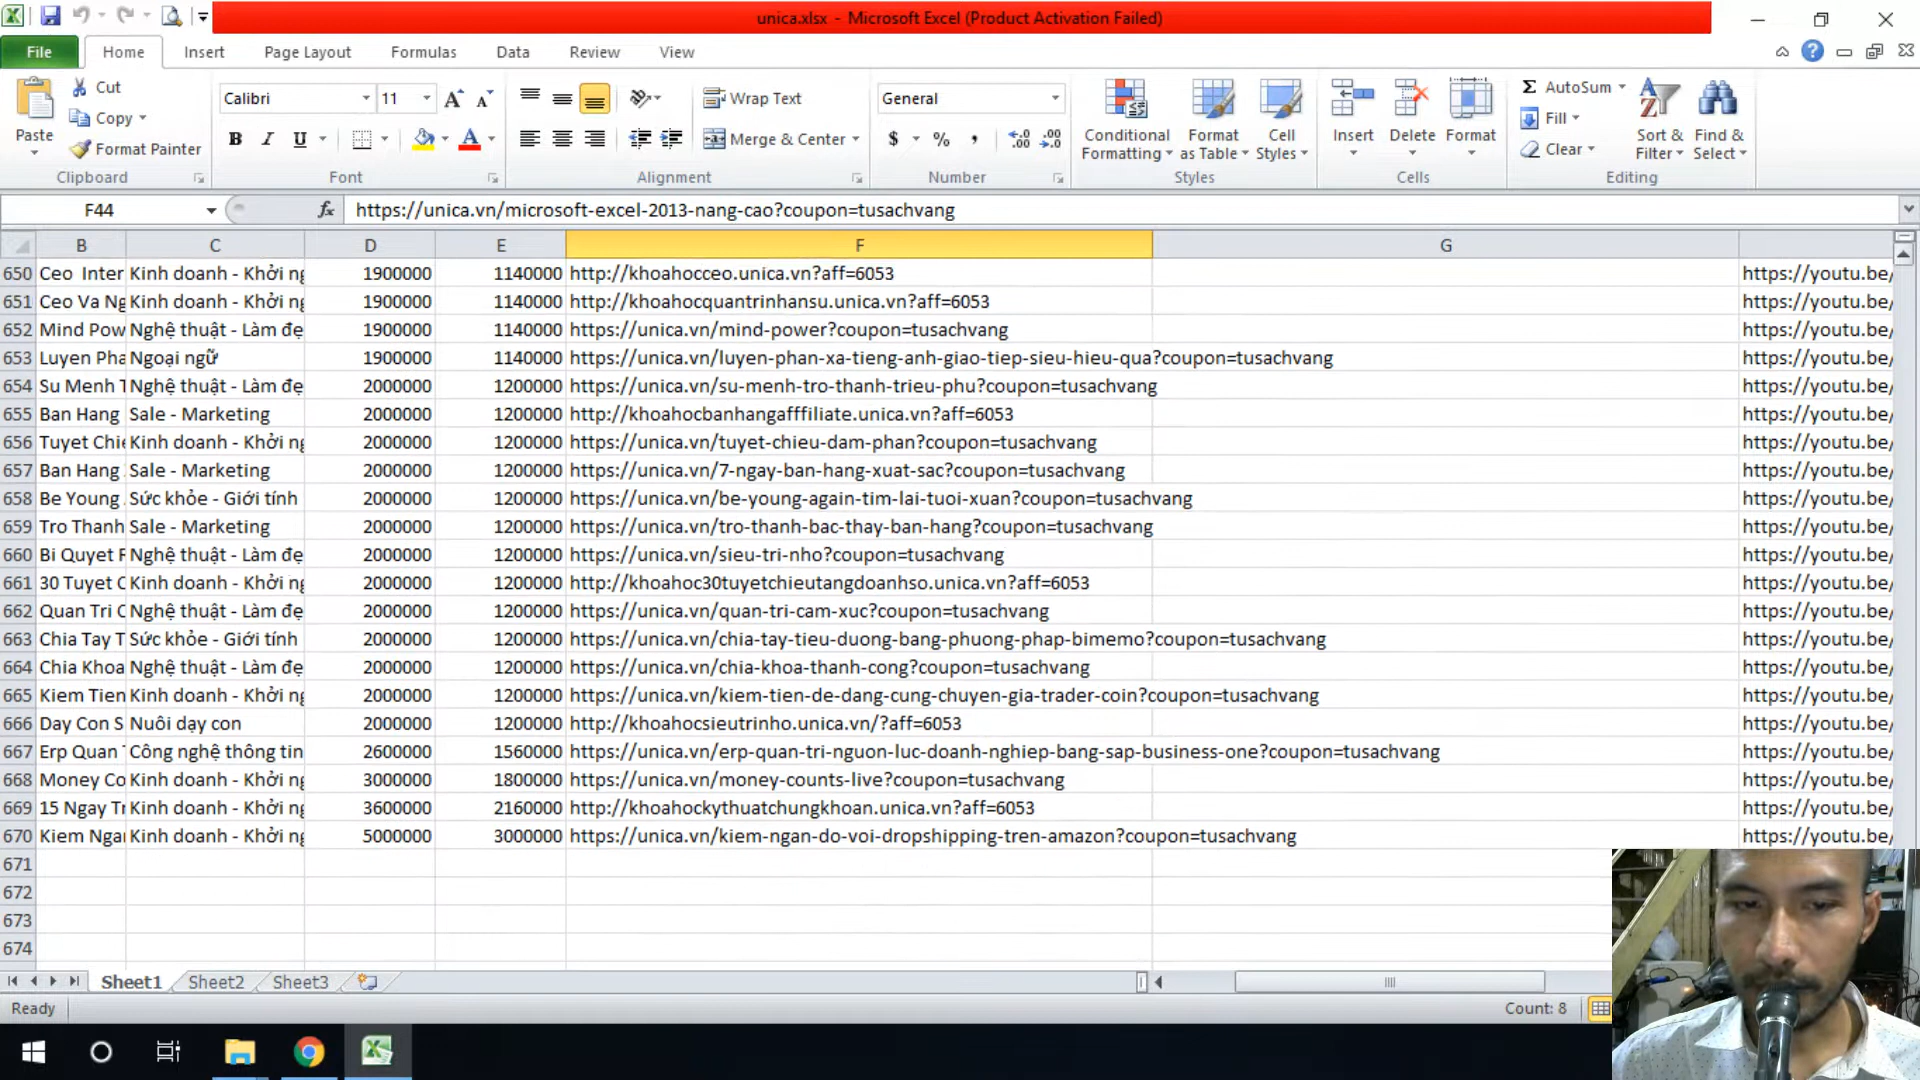 unica.xlsx - Microsoft Excel (Product Activation Failed)
File Home Insert Page Layout Formulas Data Review View
Paste Cut Copy Format Painter Clipboard
Calibri 11 B I U Font
Wrap Text Merge & Center Alignment
General $ % , Number
Conditional Formatting Format as Table Cell Styles Styles
Insert Delete Format Cells
AutoSum Fill Clear Sort & Filter Find & Select Editing
F44 fx https://unica.vn/microsoft-excel-2013-nang-cao?coupon=tusachvang
B C D E F G
650 Ceo Inter Kinh doanh - Khởi ng 1900000 1140000 http://khoahocceo.unica.vn?aff=6053 https://youtu.be/
651 Ceo Va Ng Kinh doanh - Khởi ng 1900000 1140000 http://khoahocquantrinhansu.unica.vn?aff=6053 https://youtu.be/
652 Mind Pow Nghệ thuật - Làm đẹ 1900000 1140000 https://unica.vn/mind-power?coupon=tusachvang https://youtu.be/
653 Luyen Pha Ngoại ngữ 1900000 1140000 https://unica.vn/luyen-phan-xa-tieng-anh-giao-tiep-sieu-hieu-qua?coupon=tusachvang https://youtu.be/
654 Su Menh T Nghệ thuật - Làm đẹ 2000000 1200000 https://unica.vn/su-menh-tro-thanh-trieu-phu?coupon=tusachvang https://youtu.be/
655 Ban Hang Sale - Marketing 2000000 1200000 http://khoahocbanhangafffiliate.unica.vn?aff=6053 https://youtu.be/
656 Tuyet Chie Kinh doanh - Khởi ng 2000000 1200000 https://unica.vn/tuyet-chieu-dam-phan?coupon=tusachvang https://youtu.be/
657 Ban Hang Sale - Marketing 2000000 1200000 https://unica.vn/7-ngay-ban-hang-xuat-sac?coupon=tusachvang https://youtu.be/
658 Be Young Sức khỏe - Giới tính 2000000 1200000 https://unica.vn/be-young-again-tim-lai-tuoi-xuan?coupon=tusachvang https://youtu.be/
659 Tro Thanh Sale - Marketing 2000000 1200000 https://unica.vn/tro-thanh-bac-thay-ban-hang?coupon=tusachvang https://youtu.be/
660 Bi Quyet F Nghệ thuật - Làm đẹ 2000000 1200000 https://unica.vn/sieu-tri-nho?coupon=tusachvang https://youtu.be/
661 30 Tuyet C Kinh doanh - Khởi ng 2000000 1200000 http://khoahoc30tuyetchieutangdoanhso.unica.vn?aff=6053 https://youtu.be/
662 Quan Tri C Nghệ thuật - Làm đẹ 2000000 1200000 https://unica.vn/quan-tri-cam-xuc?coupon=tusachvang https://youtu.be/
663 Chia Tay T Sức khỏe - Giới tính 2000000 1200000 https://unica.vn/chia-tay-tieu-duong-bang-phuong-phap-bimemo?coupon=tusachvang https://youtu.be/
664 Chia Khoa Nghệ thuật - Làm đẹ 2000000 1200000 https://unica.vn/chia-khoa-thanh-cong?coupon=tusachvang https://youtu.be/
665 Kiem Tien Kinh doanh - Khởi ng 2000000 1200000 https://unica.vn/kiem-tien-de-dang-cung-chuyen-gia-trader-coin?coupon=tusachvang https://youtu.be/
666 Day Con S Nuôi dạy con 2000000 1200000 http://khoahocsieutrinho.unica.vn/?aff=6053 https://youtu.be/
667 Erp Quan T Công nghệ thông tin 2600000 1560000 https://unica.vn/erp-quan-tri-nguon-luc-doanh-nghiep-bang-sap-business-one?coupon=tusachvang https://youtu.be/
668 Money Co Kinh doanh - Khởi ng 3000000 1800000 https://unica.vn/money-counts-live?coupon=tusachvang https://youtu.be/
669 15 Ngay Tr Kinh doanh - Khởi ng 3600000 2160000 http://khoahockythuatchungkhoan.unica.vn?aff=6053 https://youtu.be/
670 Kiem Nga Kinh doanh - Khởi ng 5000000 3000000 https://unica.vn/kiem-ngan-do-voi-dropshipping-tren-amazon?coupon=tusachvang https://youtu.be/
671
672
673
674
Sheet1 Sheet2 Sheet3
Ready Count: 8